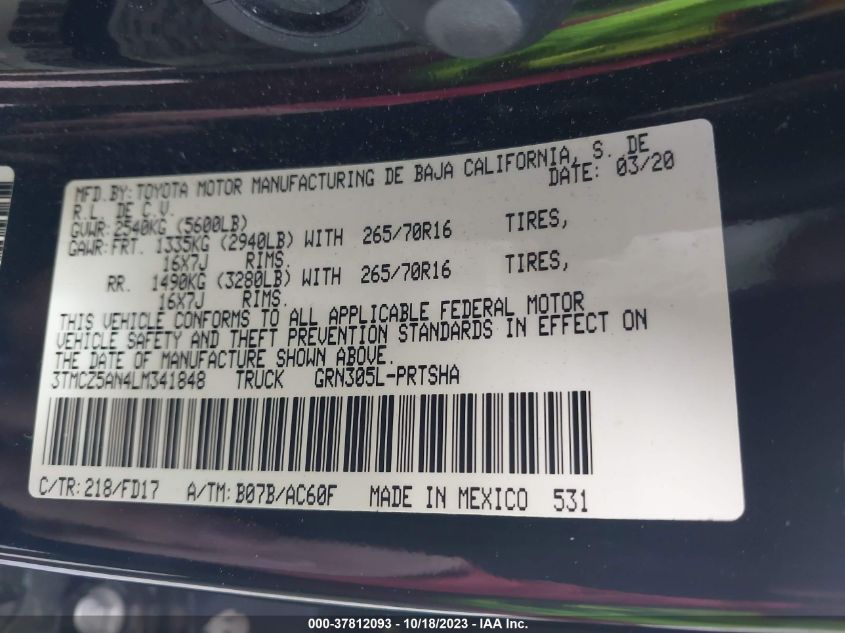 MFD.BY: TOYOTA MOTOR MANUFACTURING DE BAJA CALIFORNIA, S. DE
R.L. DE C.V. DATE: 03/20
GVWR: 2540KG (5600LB)
GAWR: FRT. 1335KG (2940LB) WITH 265/70R16 TIRES,
16X7J RIMS.
RR. 1490KG (3280LB) WITH 265/70R16 TIRES,
16X7J RIMS.
THIS VEHICLE CONFORMS TO ALL APPLICABLE FEDERAL MOTOR
VEHICLE SAFETY AND THEFT PREVENTION STANDARDS IN EFFECT ON
THE DATE OF MANUFACTURE SHOWN ABOVE.
3TMCZ5AN4LM341848 TRUCK GRN305L-PRTSHA
C/TR: 218/FD17 A/TM: B07B/AC60F MADE IN MEXICO 531
000-37812093 - 10/18/2023 - IAA Inc.